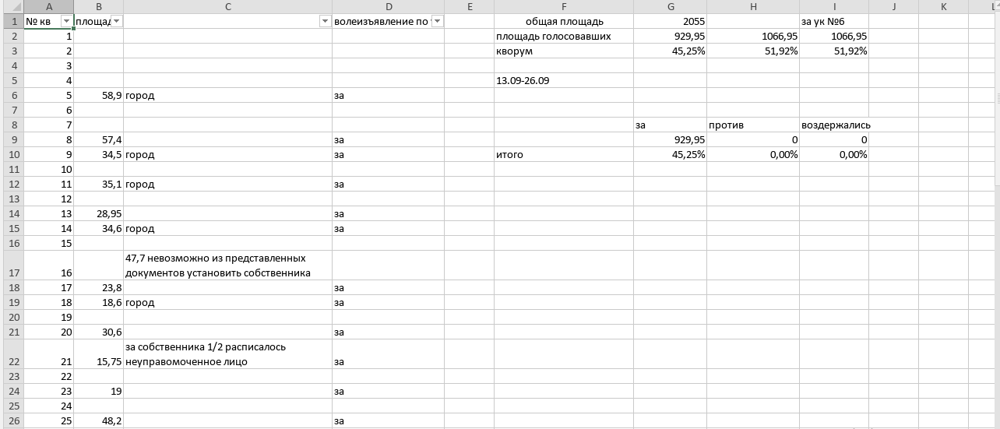 A B C D E F G H I J K L
1 № кв площад волеизъявление по общая площадь 2055 за ук №6
2 1 площадь голосовавших 929,95 1066,95 1066,95
3 2 кворум 45,25% 51,92% 51,92%
4 3
5 4 13.09-26.09
6 5 58,9 город за
7 6
8 7 за против воздержались
9 8 57,4 за 929,95 0 0
10 9 34,5 город за итого 45,25% 0,00% 0,00%
11 10
12 11 35,1 город за
13 12
14 13 28,95 за
15 14 34,6 город за
16 15
47,7 невозможно из представленных
17 16 документов установить собственника
18 17 23,8 за
19 18 18,6 город за
20 19
21 20 30,6 за
за собственника 1/2 расписалось
22 21 15,75 неуправомоченное лицо за
23 22
24 23 19 за
25 24
26 25 48,2 за